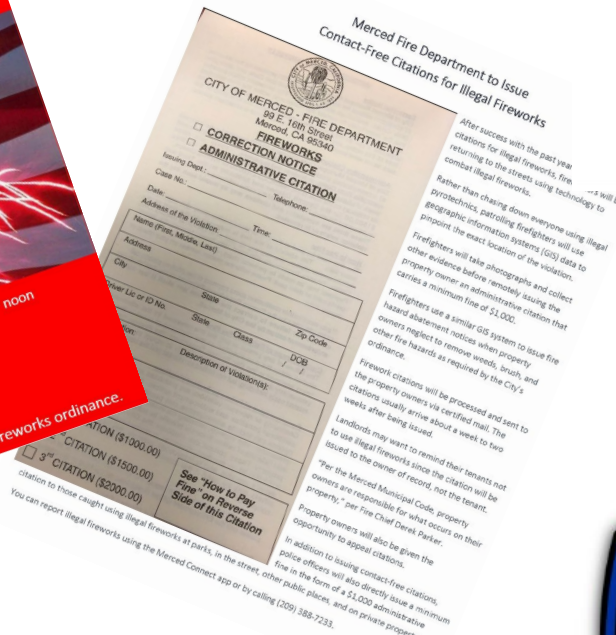 noon
reworks ordinance.
Merced Fire Department to Issue
Contact-Free Citations for Illegal Fireworks
CITY OF MERCED, CALIFORNIA
CITY OF MERCED - FIRE DEPARTMENT
99 E. 16th Street
Merced, CA 95340
FIREWORKS
☐ CORRECTION NOTICE
☐ ADMINISTRATIVE CITATION
Issuing Dept.: Telephone:
Case No.:
Date: Time:
Address of the Violation
Name (First, Middle, Last)
Address
City State Zip Code
Driver Lic or ID No. State Class DOB
/ /
Description of Violation(s):
CITATION ($1000.00)
CITATION ($1500.00)
☐ 3rd CITATION ($2000.00)
See "How to Pay
Fine" on Reverse
Side of this Citation
After success with the past year
citations for illegal fireworks, fire will
returning to the streets using technology to
combat illegal fireworks.
Rather than chasing down everyone using illegal
pyrotechnics, patrolling firefighters will use
geographic information systems (GIS) data to
pinpoint the exact location of the violation.
Firefighters will take photographs and collect
other evidence before remotely issuing the
property owner an administrative citation that
carries a minimum fine of $1,000.
Firefighters use a similar GIS system to issue fire
hazard abatement notices when property
owners neglect to remove weeds, brush, and
other fire hazards as required by the City's
ordinance.
Firework citations will be processed and sent to
the property owners via certified mail. The
citations usually arrive about a week to two
weeks after being issued.
Landlords may want to remind their tenants not
to use illegal fireworks since the citation will be
issued to the owner of record, not the tenant.
"Per the Merced Municipal Code, property
owners are responsible for what occurs on their
property," per Fire Chief Derek Parker.
Property owners will also be given the
opportunity to appeal citations.
In addition to issuing contact-free citations,
police officers will also directly issue a minimum
fine in the form of a $1,000 administrative
citation to those caught using illegal fireworks at parks, in the street, other public places, and on private
You can report illegal fireworks using the Merced Connect app or by calling (209) 388-7233.